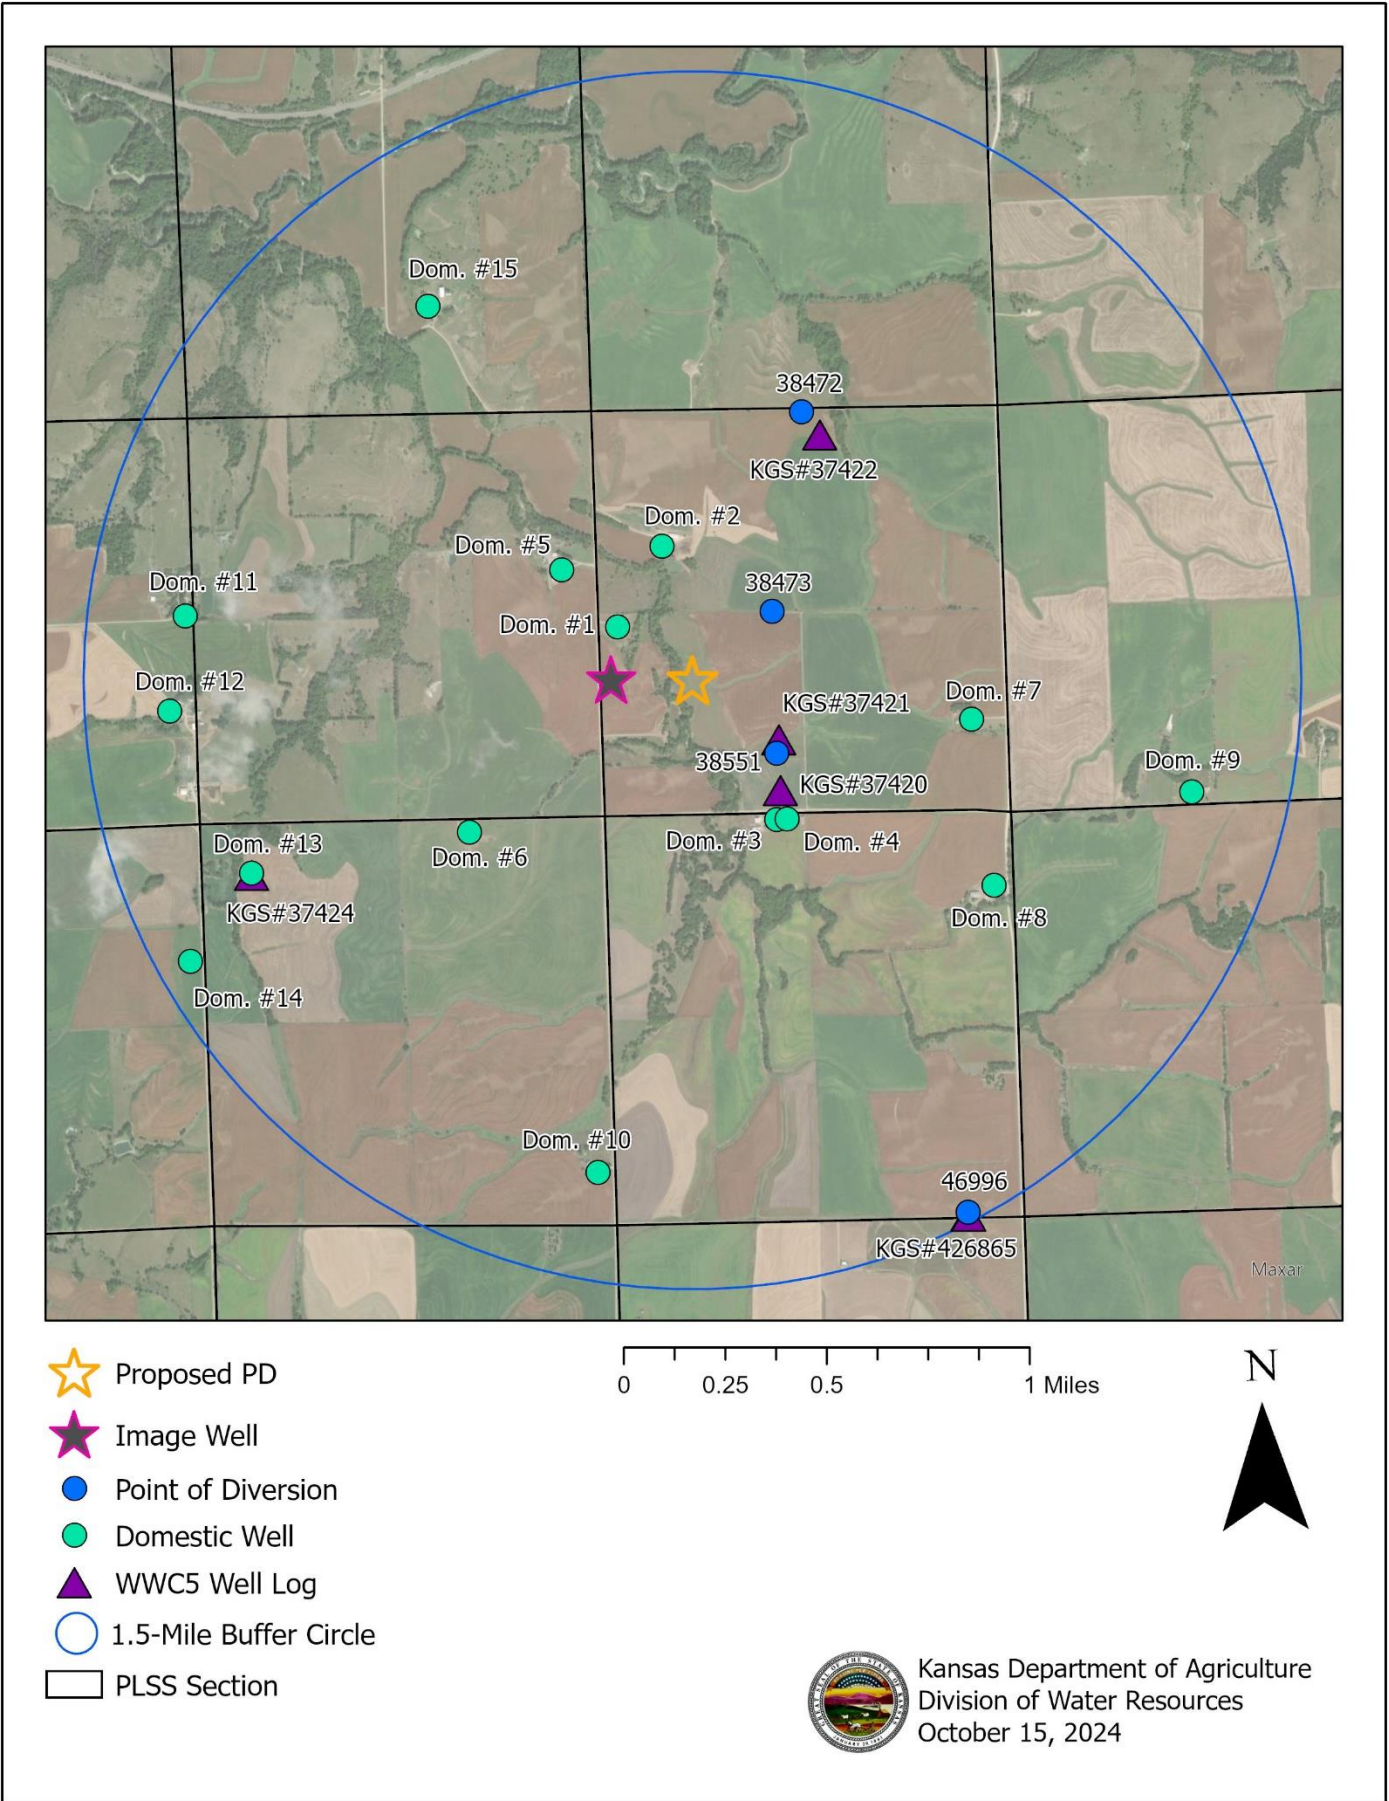 Dom. #15
38472
KGS#37422
Dom. #2
Dom. #5
Dom. #11
38473
Dom. #1
Dom. #12
Dom. #7
KGS#37421
38551
Dom. #9
KGS#37420
Dom. #13
Dom. #6
Dom. #3
Dom. #4
KGS#37424
Dom. #8
Dom. #14
Dom. #10
46996
KGS#426865
Maxar
Proposed PD
Image Well
Point of Diversion
Domestic Well
WWC5 Well Log
1.5-Mile Buffer Circle
PLSS Section
0 0.25 0.5 1 Miles
N
Kansas Department of Agriculture
Division of Water Resources
October 15, 2024